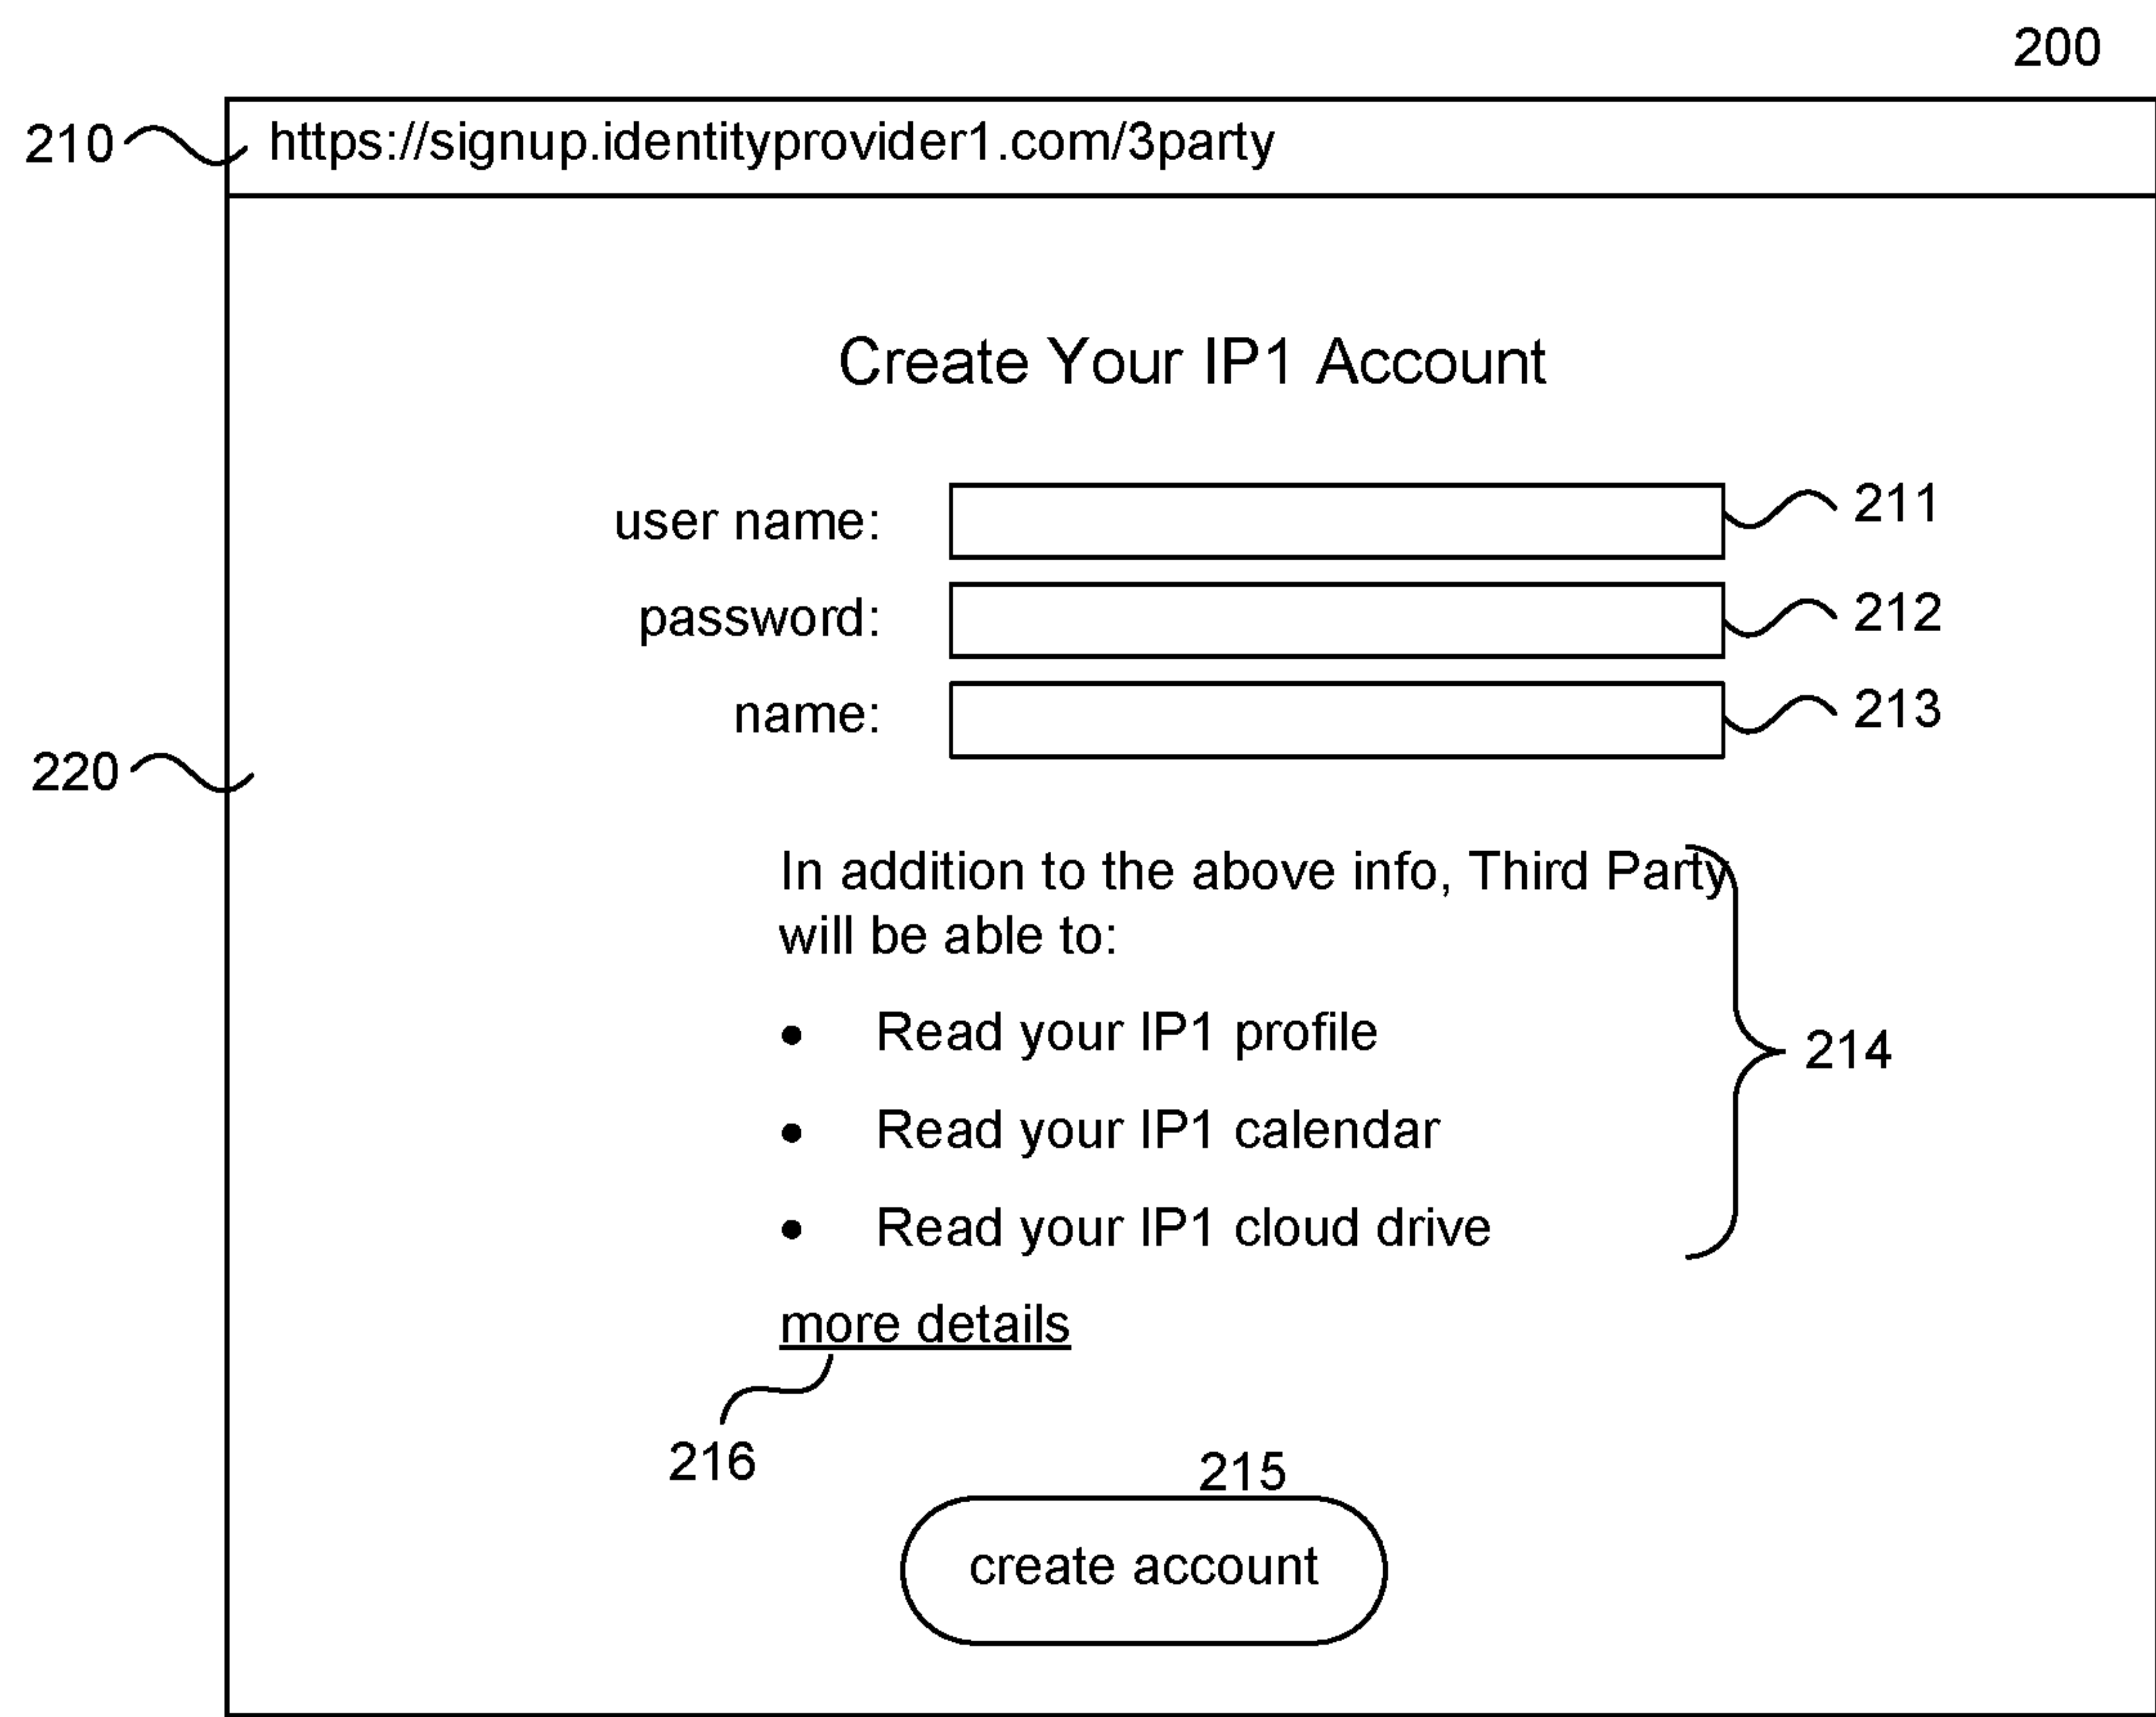 200
210 https://signup.identityprovider1.com/3party
Create Your IP1 Account
user name: 211
password: 212
name: 213
220
In addition to the above info, Third Party
will be able to:
• Read your IP1 profile
214
• Read your IP1 calendar
• Read your IP1 cloud drive
more details
216
215
create account